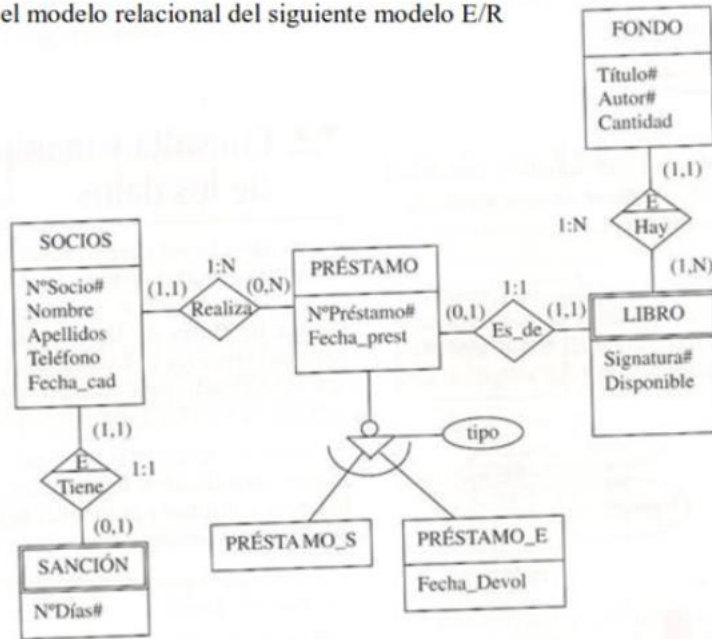 el modelo relacional del siguiente modelo E/R
FONDO
Título#
Autor#
Cantidad
(1,1)
E
Hay
1:N
(1,N)
LIBRO
Signatura#
Disponible
SOCIOS
NºSocio#
Nombre
Apellidos
Teléfono
Fecha_cad
(1,1)
1:N
Realiza
(0,N)
PRÉSTAMO
NºPréstamo#
Fecha_prest
(0,1)
1:1
Es_de
(1,1)
tipo
PRÉSTAMO_S
PRÉSTAMO_E
Fecha_Devol
(1,1)
E
Tiene
1:1
(0,1)
SANCIÓN
NºDías#